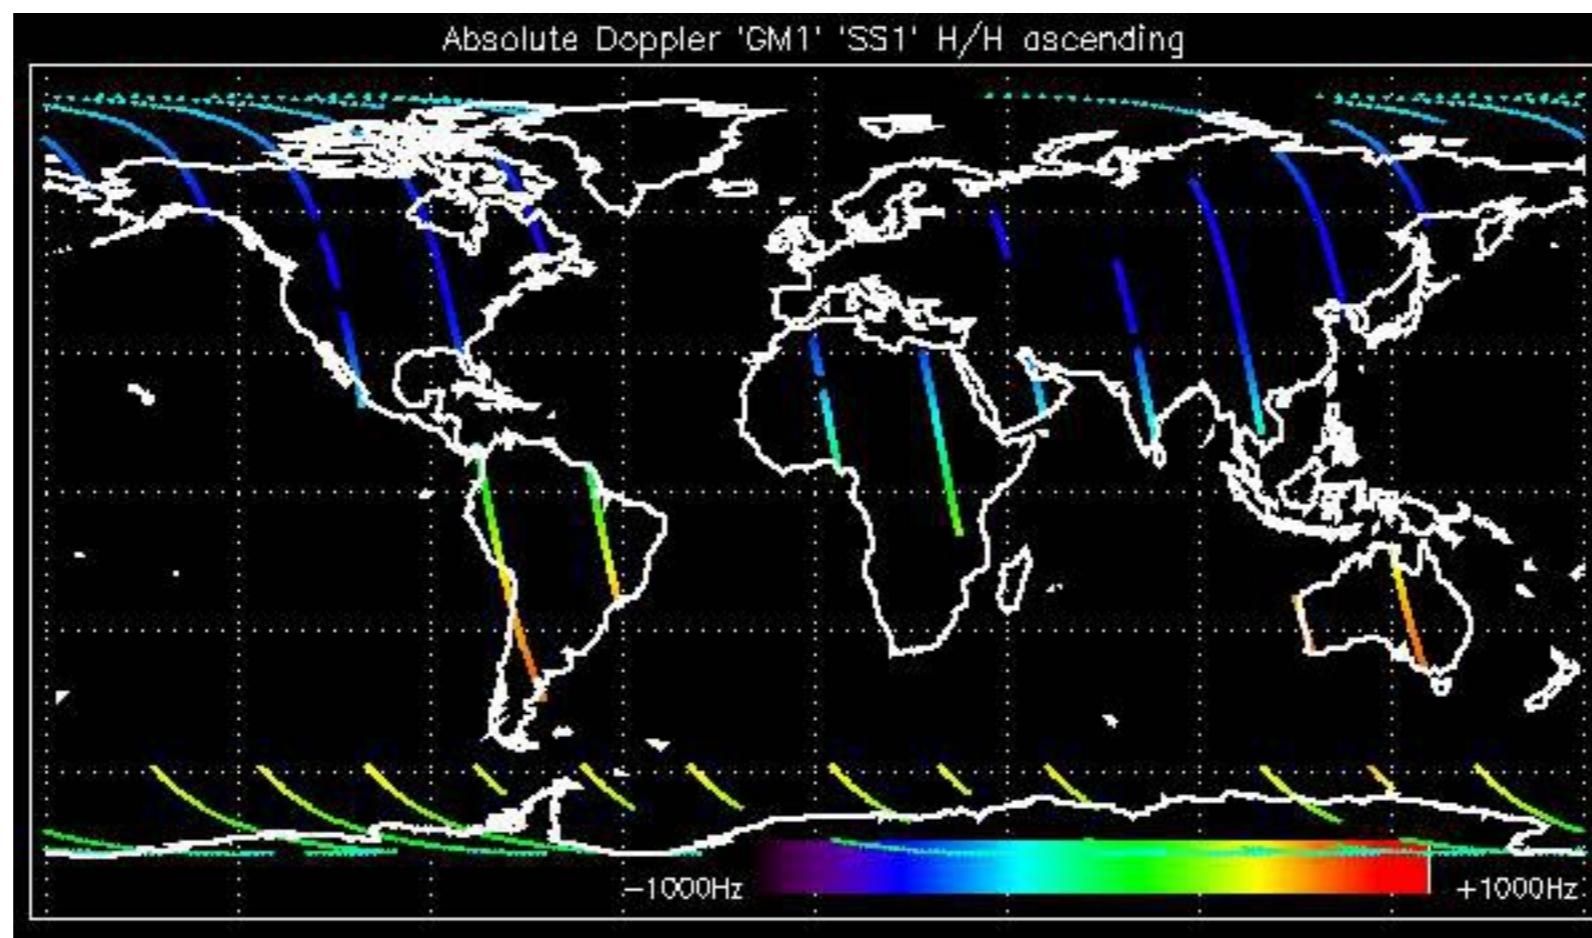 Absolute Doppler 'GM1' 'SS1' H/H ascending
−1000Hz
+1000Hz